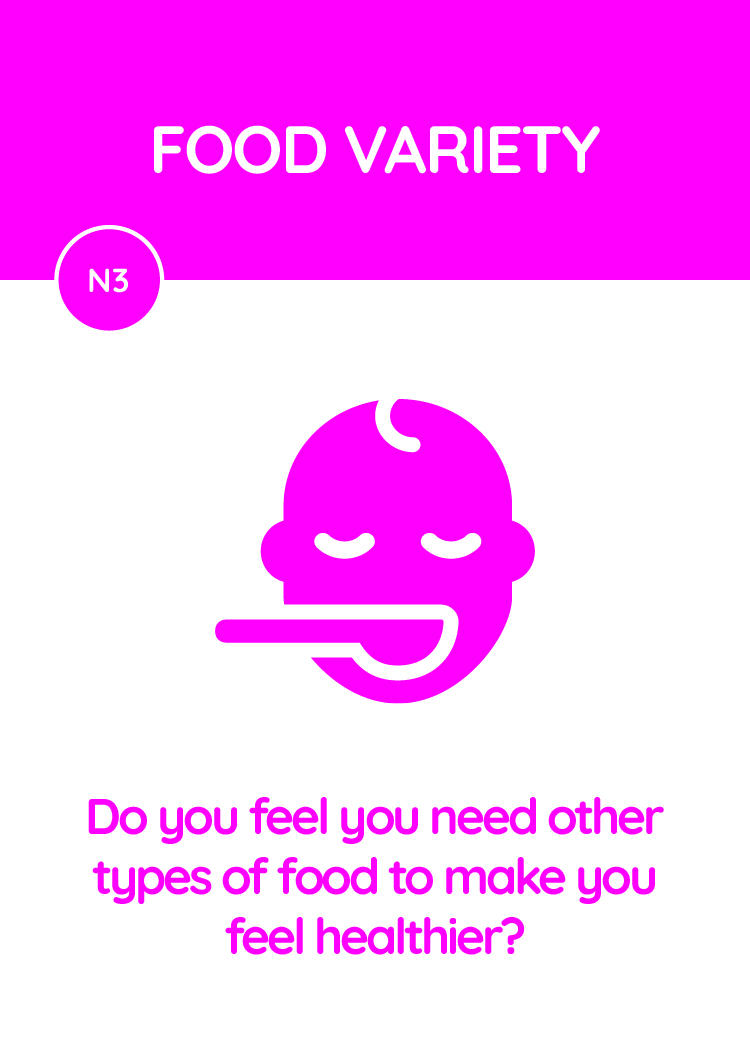 FOOD VARIETY
N3
Do you feel you need other
types of food to make you
feel healthier?